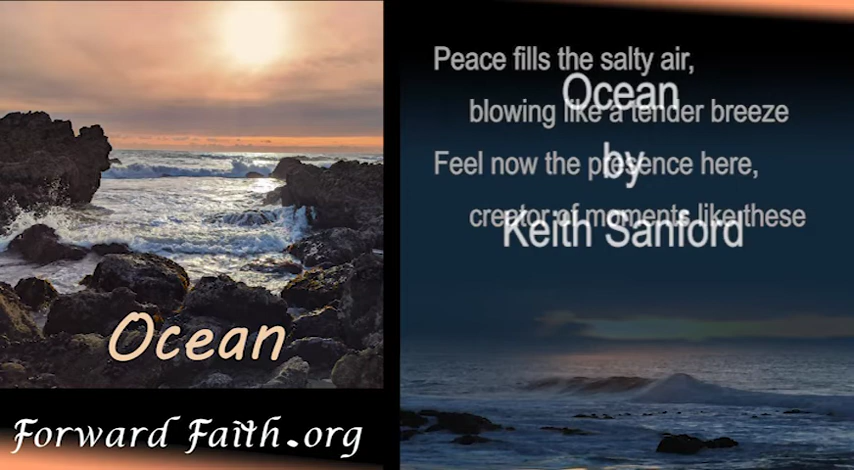 Ocean
Forward Faith.org
Peace fills the salty air,
Ocean
blowing like a tender breeze
by
Feel now the presence here,
Keith Sanford
creator of moments like these